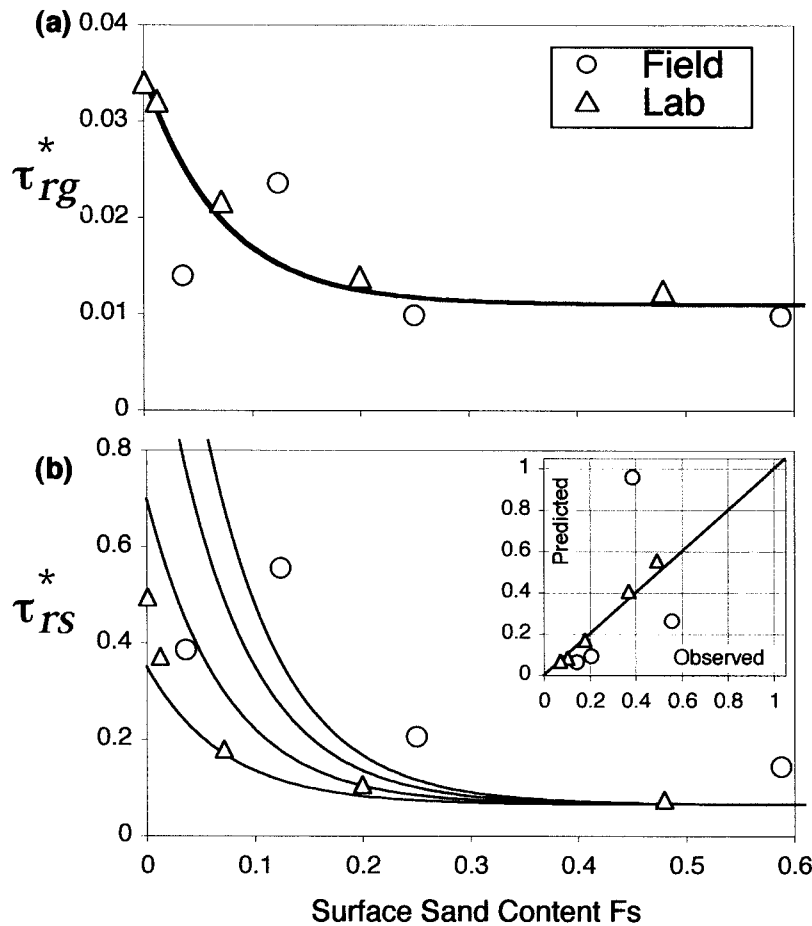 (a)
0.04
0.03
0.02
0.01
0
τ*rg
Field
Lab
(b)
0.8
0.6
0.4
0.2
0
τ*rs
1
0.8
0.6
0.4
0.2
0
Predicted
Observed
0 0.2 0.4 0.6 0.8 1
0 0.1 0.2 0.3 0.4 0.5 0.6
Surface Sand Content Fs